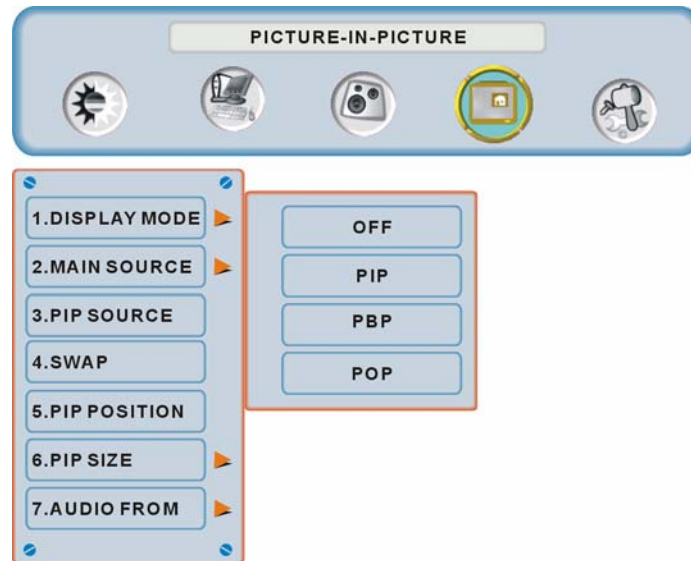 PICTURE-IN-PICTURE
1.DISPLAY MODE
2.MAIN SOURCE
3.PIP SOURCE
4.SWAP
5.PIP POSITION
6.PIP SIZE
7.AUDIO FROM
OFF
PIP
PBP
POP